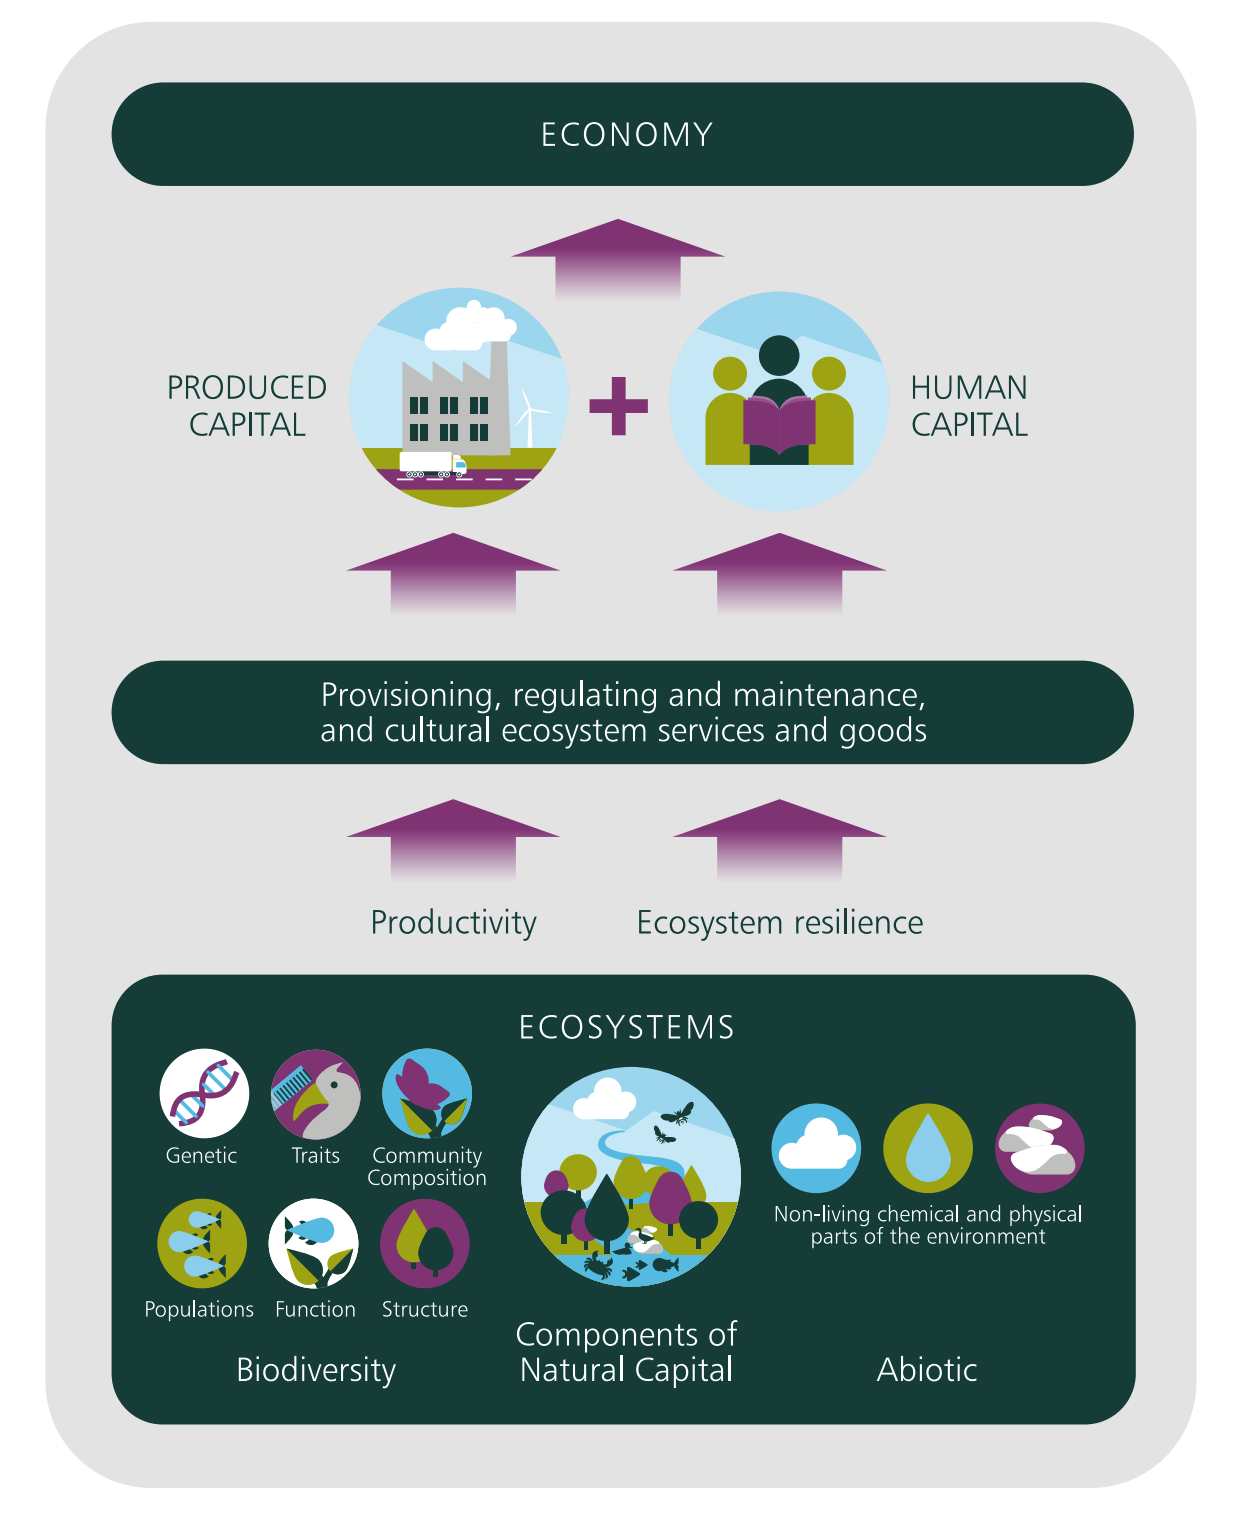 ECONOMY
PRODUCED
CAPITAL
HUMAN
CAPITAL
Provisioning, regulating and maintenance,
and cultural ecosystem services and goods
Productivity
Ecosystem resilience
ECOSYSTEMS
Genetic
Traits
Community
Composition
Populations
Function
Structure
Biodiversity
Components of
Natural Capital
Non-living chemical and physical
parts of the environment
Abiotic